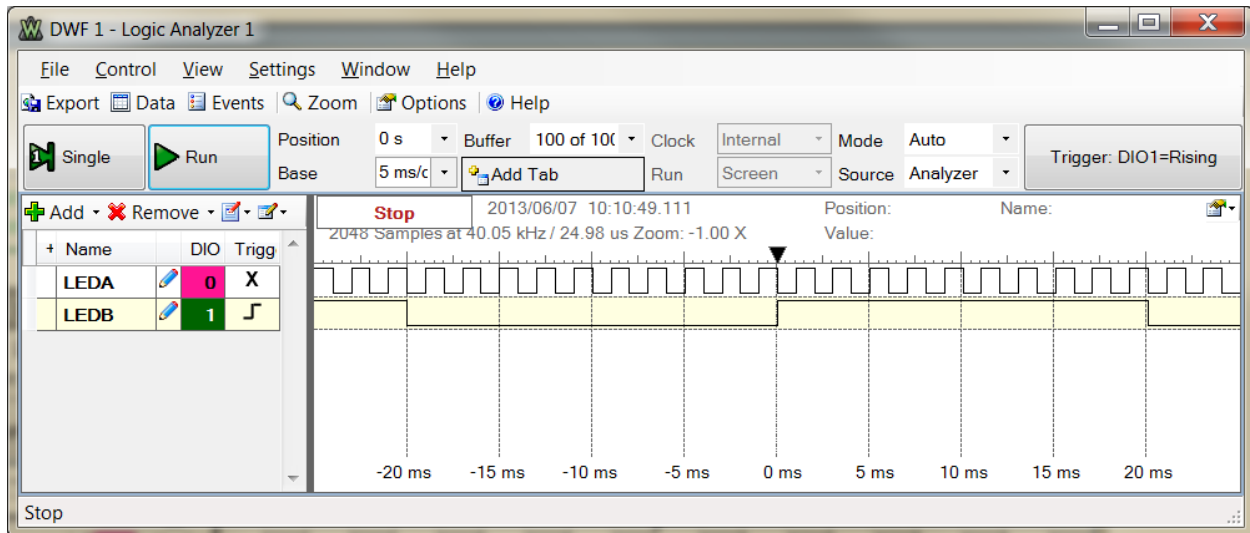 DWF 1 - Logic Analyzer 1
File Control View Settings Window Help
Export Data Events Zoom Options Help
Single Run Position 0 s Buffer 100 of 100 Clock Internal Mode Auto Trigger: DIO1=Rising
Base 5 ms/c Add Tab Run Screen Source Analyzer
Add Remove Stop 2013/06/07 10:10:49.111 Position: Name:
2048 Samples at 40.05 kHz / 24.98 us Zoom: -1.00 X Value:
+ Name DIO Trigg
LEDA 0 X
LEDB 1
-20 ms -15 ms -10 ms -5 ms 0 ms 5 ms 10 ms 15 ms 20 ms
Stop